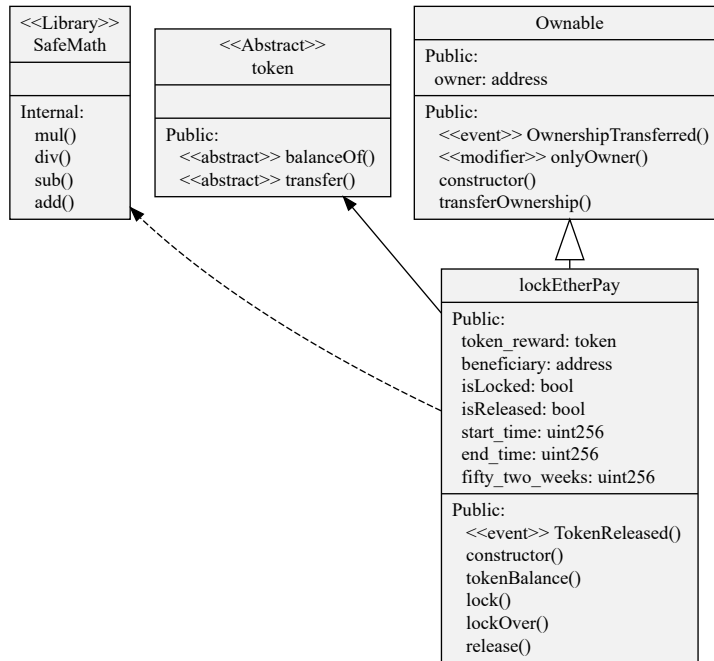 <<Library>>
SafeMath
Internal:
mul()
div()
sub()
add()
<<Abstract>>
token
Public:
<<abstract>> balanceOf()
<<abstract>> transfer()
Ownable
Public:
owner: address
Public:
<<event>> OwnershipTransferred()
<<modifier>> onlyOwner()
constructor()
transferOwnership()
lockEtherPay
Public:
token_reward: token
beneficiary: address
isLocked: bool
isReleased: bool
start_time: uint256
end_time: uint256
fifty_two_weeks: uint256
Public:
<<event>> TokenReleased()
constructor()
tokenBalance()
lock()
lockOver()
release()